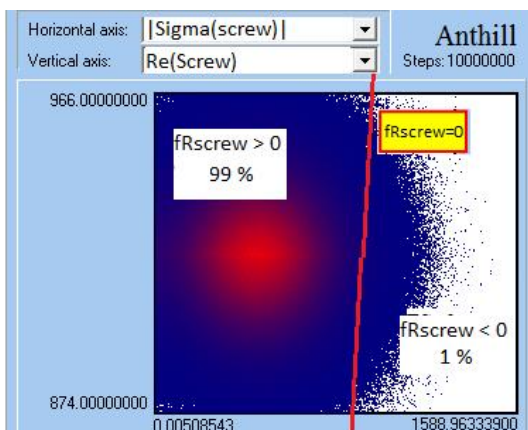 Horizontal axis: |Sigma(screw)|
Anthill
Vertical axis: Re(Screw)
Steps: 10000000
966.00000000
fRscrew=0
fRscrew > 0
99 %
fRscrew < 0
1 %
874.00000000
0.00508543 1588.96333900